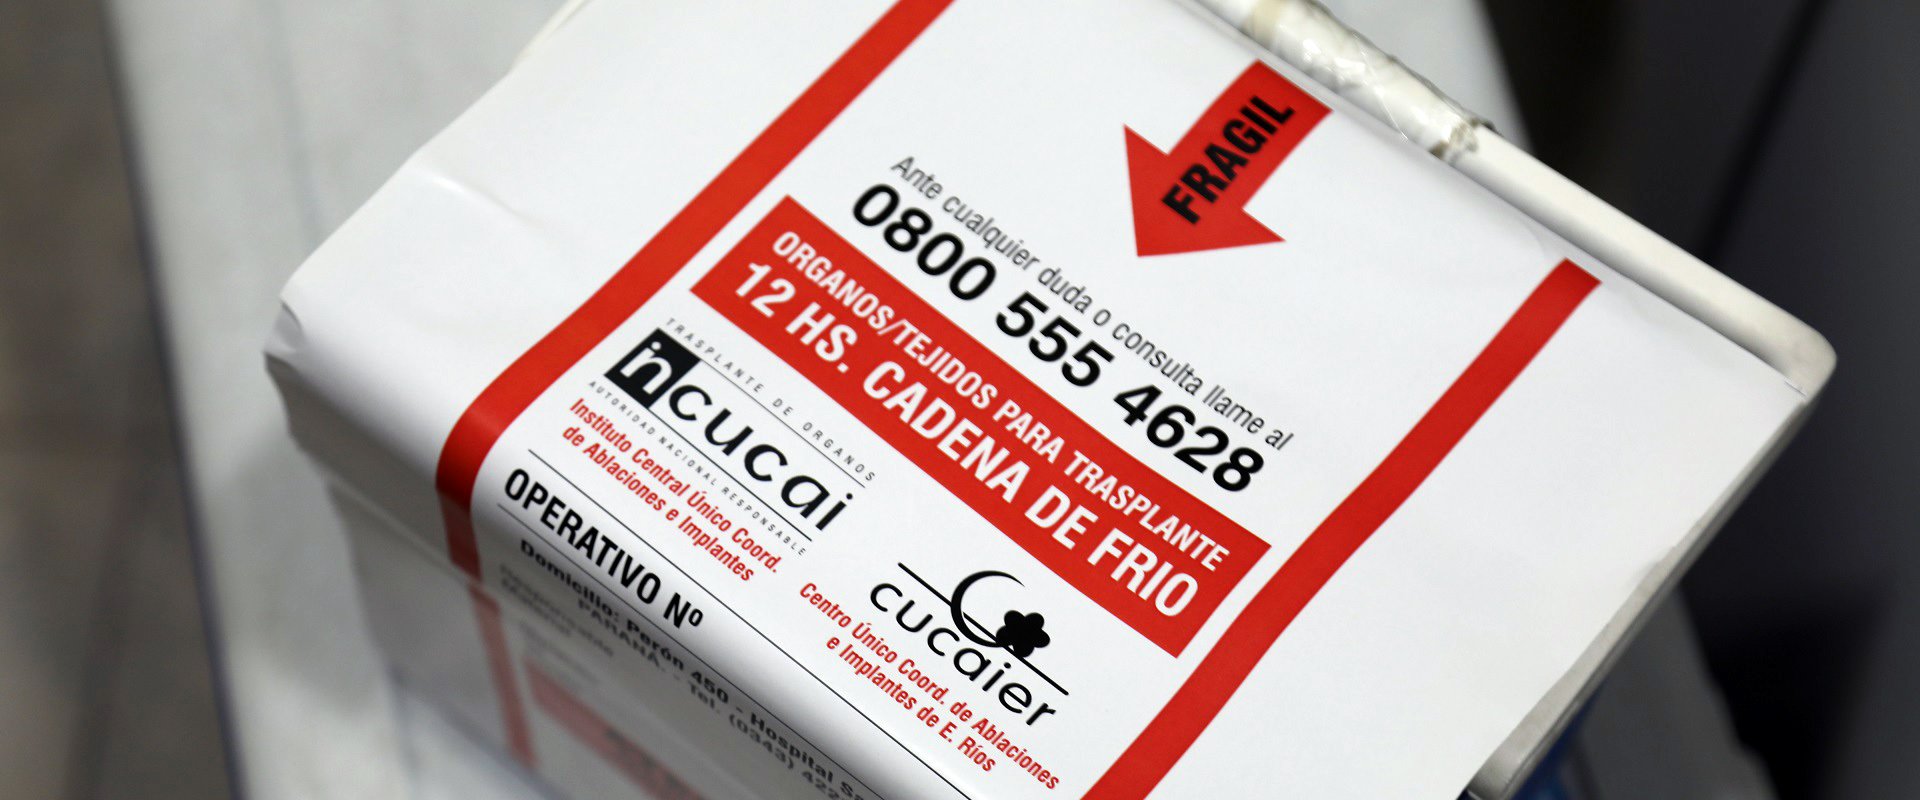 FRAGIL
Ante cualquier duda o consulta llame al
0800 555 4628
ORGANOS/TEJIDOS PARA TRASPLANTE
12 HS. CADENA DE FRIO
TRASPLANTE DE ORGANOS
incucai
AUTORIDAD NACIONAL RESPONSABLE
Instituto Central Único Coord.
de Ablaciones e Implantes
cucaier
Centro Único Coord. de Ablaciones
e Implantes de E. Ríos
OPERATIVO Nº
Domicilio: Perón 450 - Hospital
PARANÁ. - Tel. (0343)